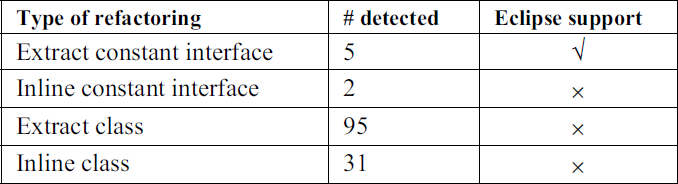 Type of refactoring # detected Eclipse support
Extract constant interface 5 √
Inline constant interface 2 ×
Extract class 95 ×
Inline class 31 ×